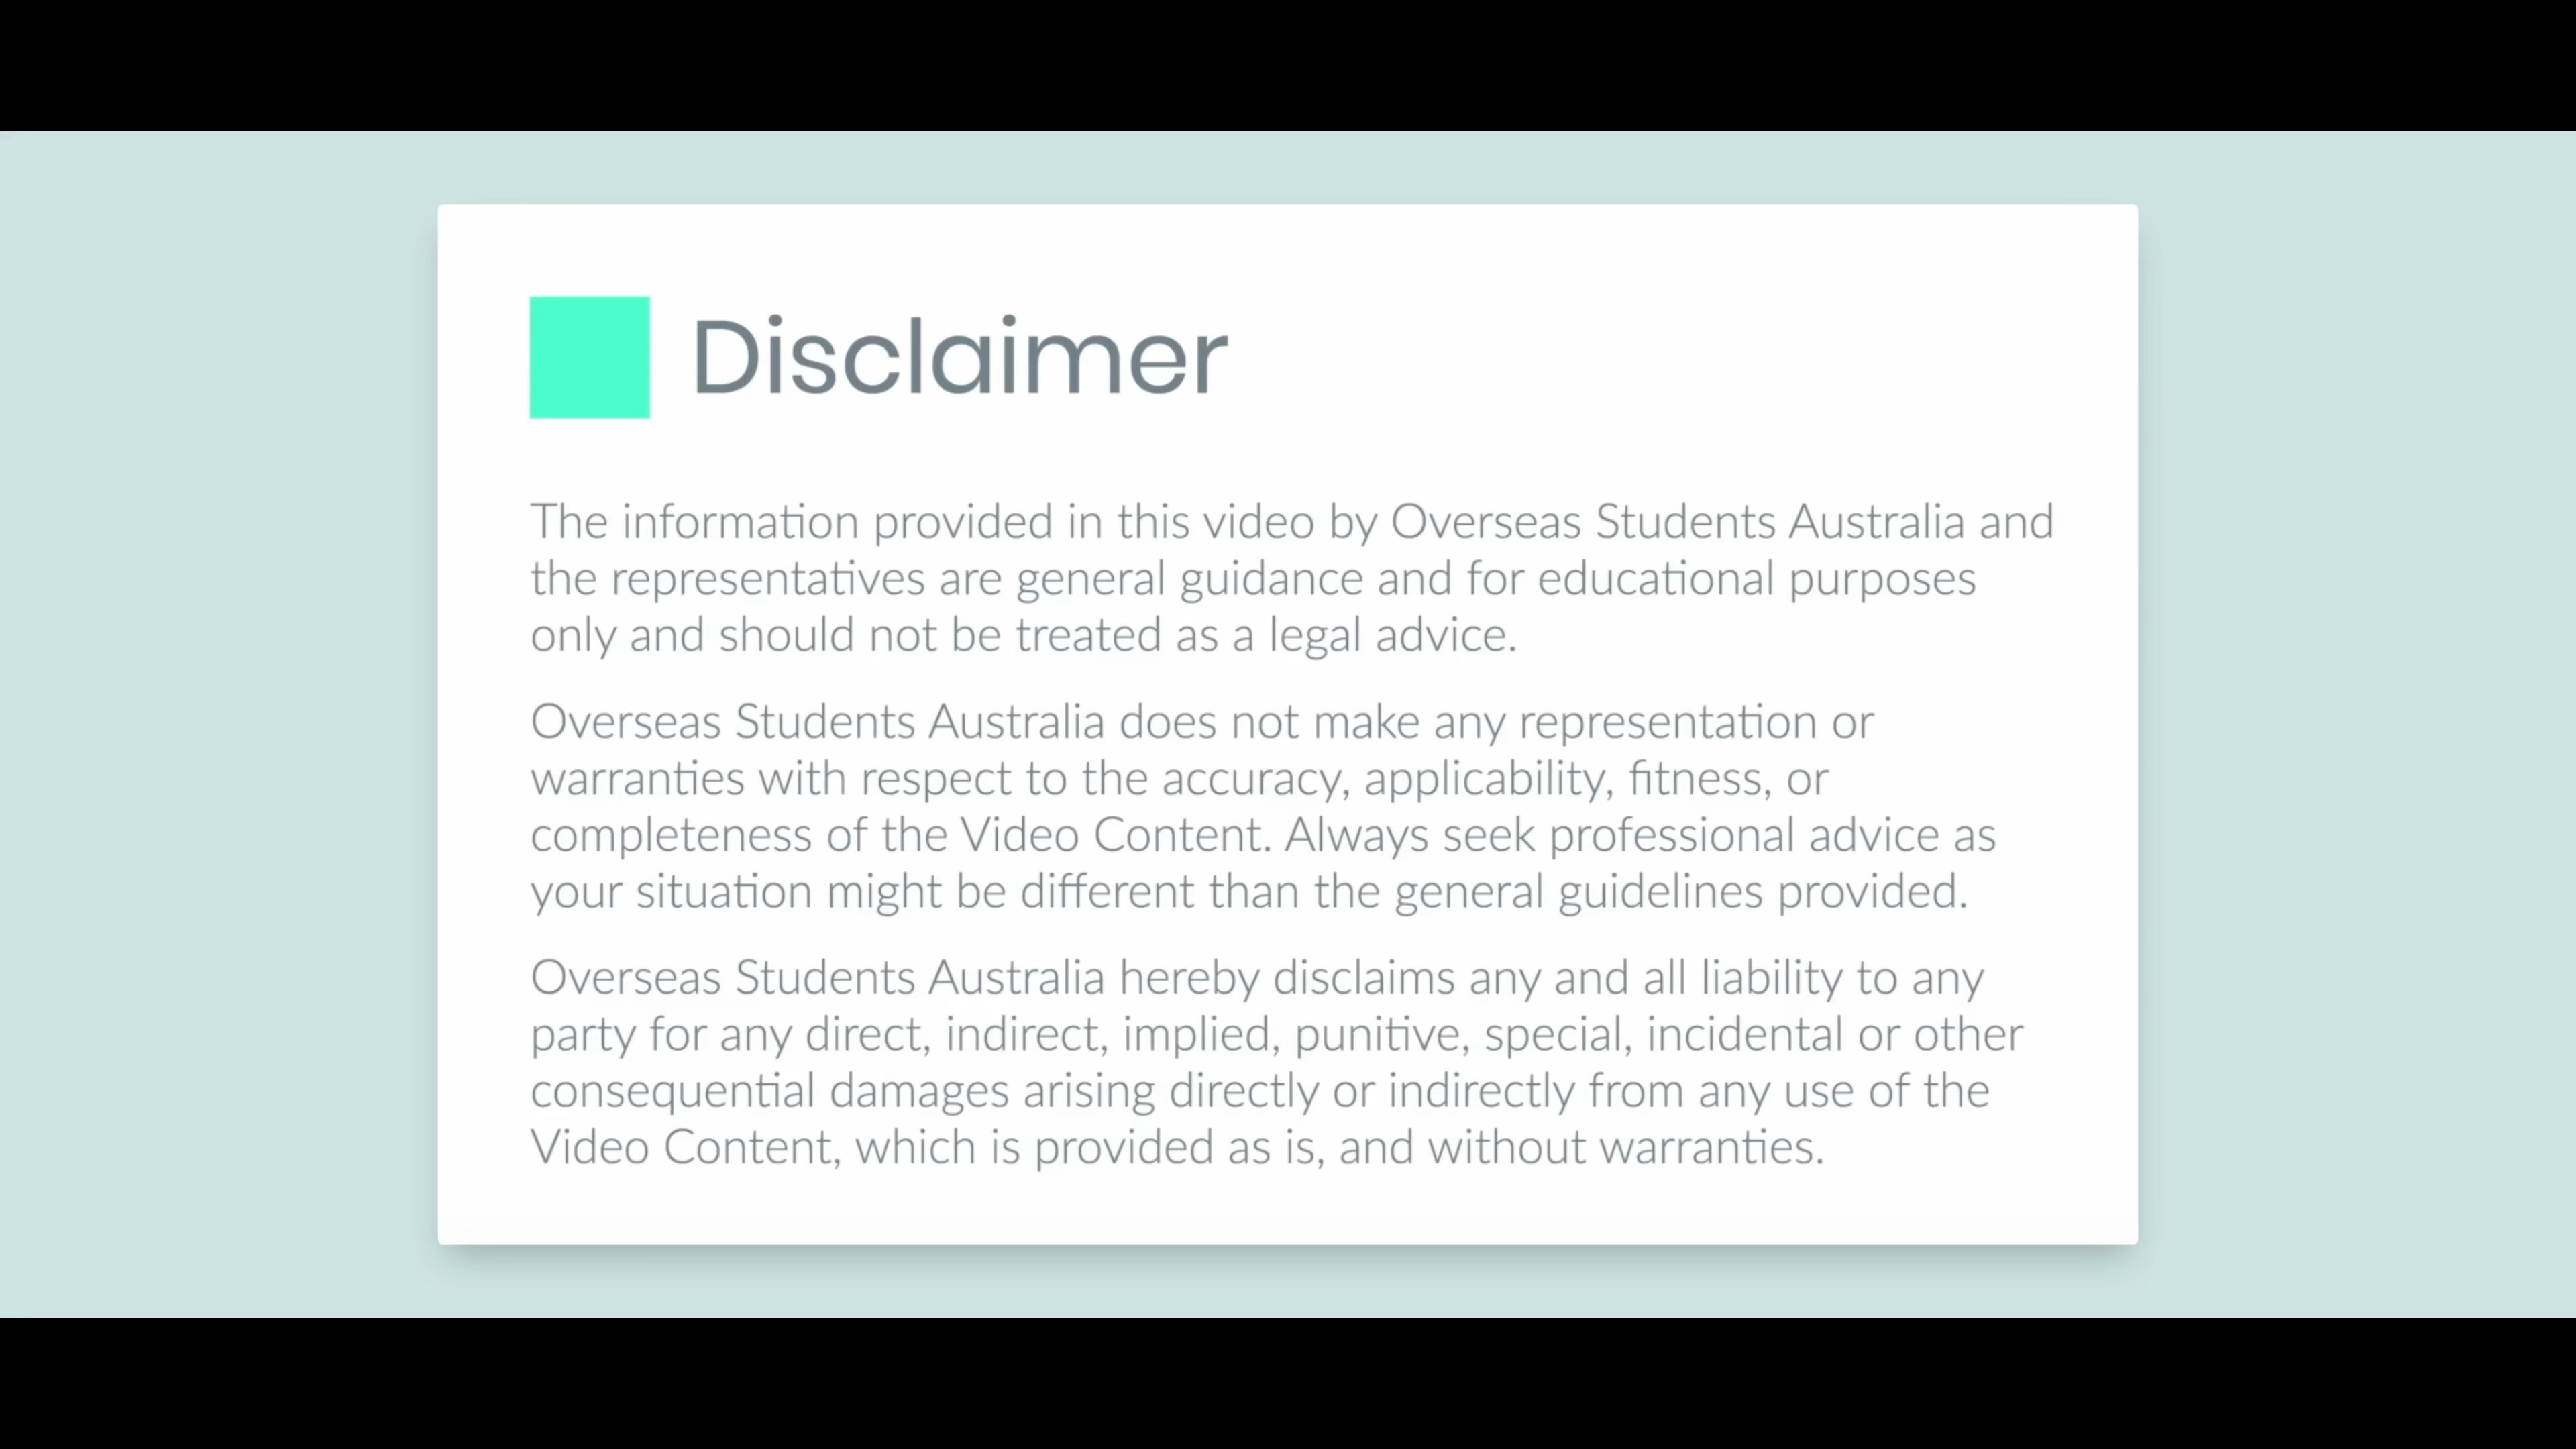 Disclaimer
The information provided in this video by Overseas Students Australia and
the representatives are general guidance and for educational purposes
only and should not be treated as a legal advice.
Overseas Students Australia does not make any representation or
warranties with respect to the accuracy, applicability, fitness, or
completeness of the Video Content. Always seek professional advice as
your situation might be different than the general guidelines provided.
Overseas Students Australia hereby disclaims any and all liability to any
party for any direct, indirect, implied, punitive, special, incidental or other
consequential damages arising directly or indirectly from any use of the
Video Content, which is provided as is, and without warranties.